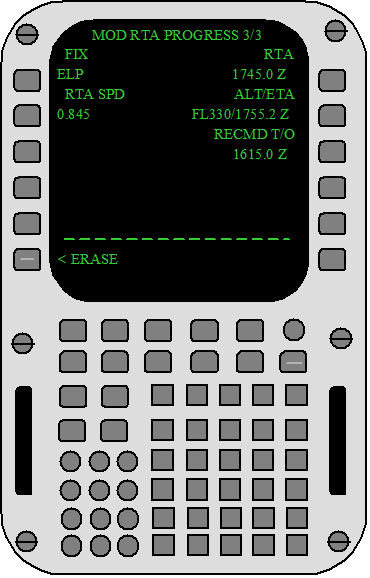 MOD RTA PROGRESS 3/3
FIX RTA
ELP 1745.0 Z
RTA SPD ALT/ETA
0.845 FL330/1755.2 Z
RECMD T/O
1615.0 Z
< ERASE